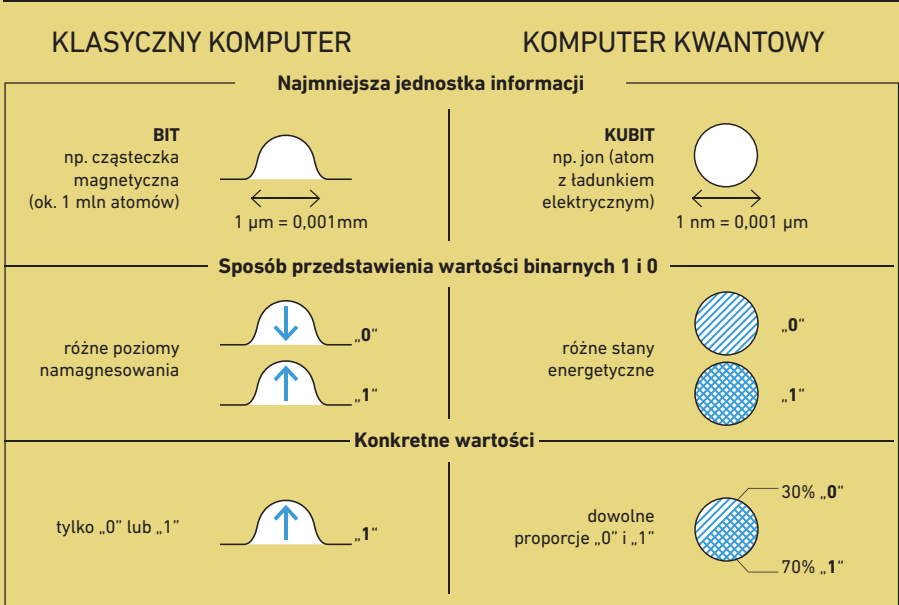 KLASYCZNY KOMPUTER
KOMPUTER KWANTOWY
Najmniejsza jednostka informacji
BIT
np. cząsteczka
magnetyczna
(ok. 1 mln atomów)
1 µm = 0,001mm
KUBIT
np. jon (atom
z ładunkiem
elektrycznym)
1 nm = 0,001 µm
Sposób przedstawienia wartości binarnych 1 i 0
różne poziomy
namagnesowania
„0“
„1“
różne stany
energetyczne
„0“
„1“
Konkretne wartości
tylko „0” lub „1”
„1“
dowolne
proporcje „0” i „1”
30% „0“
70% „1“